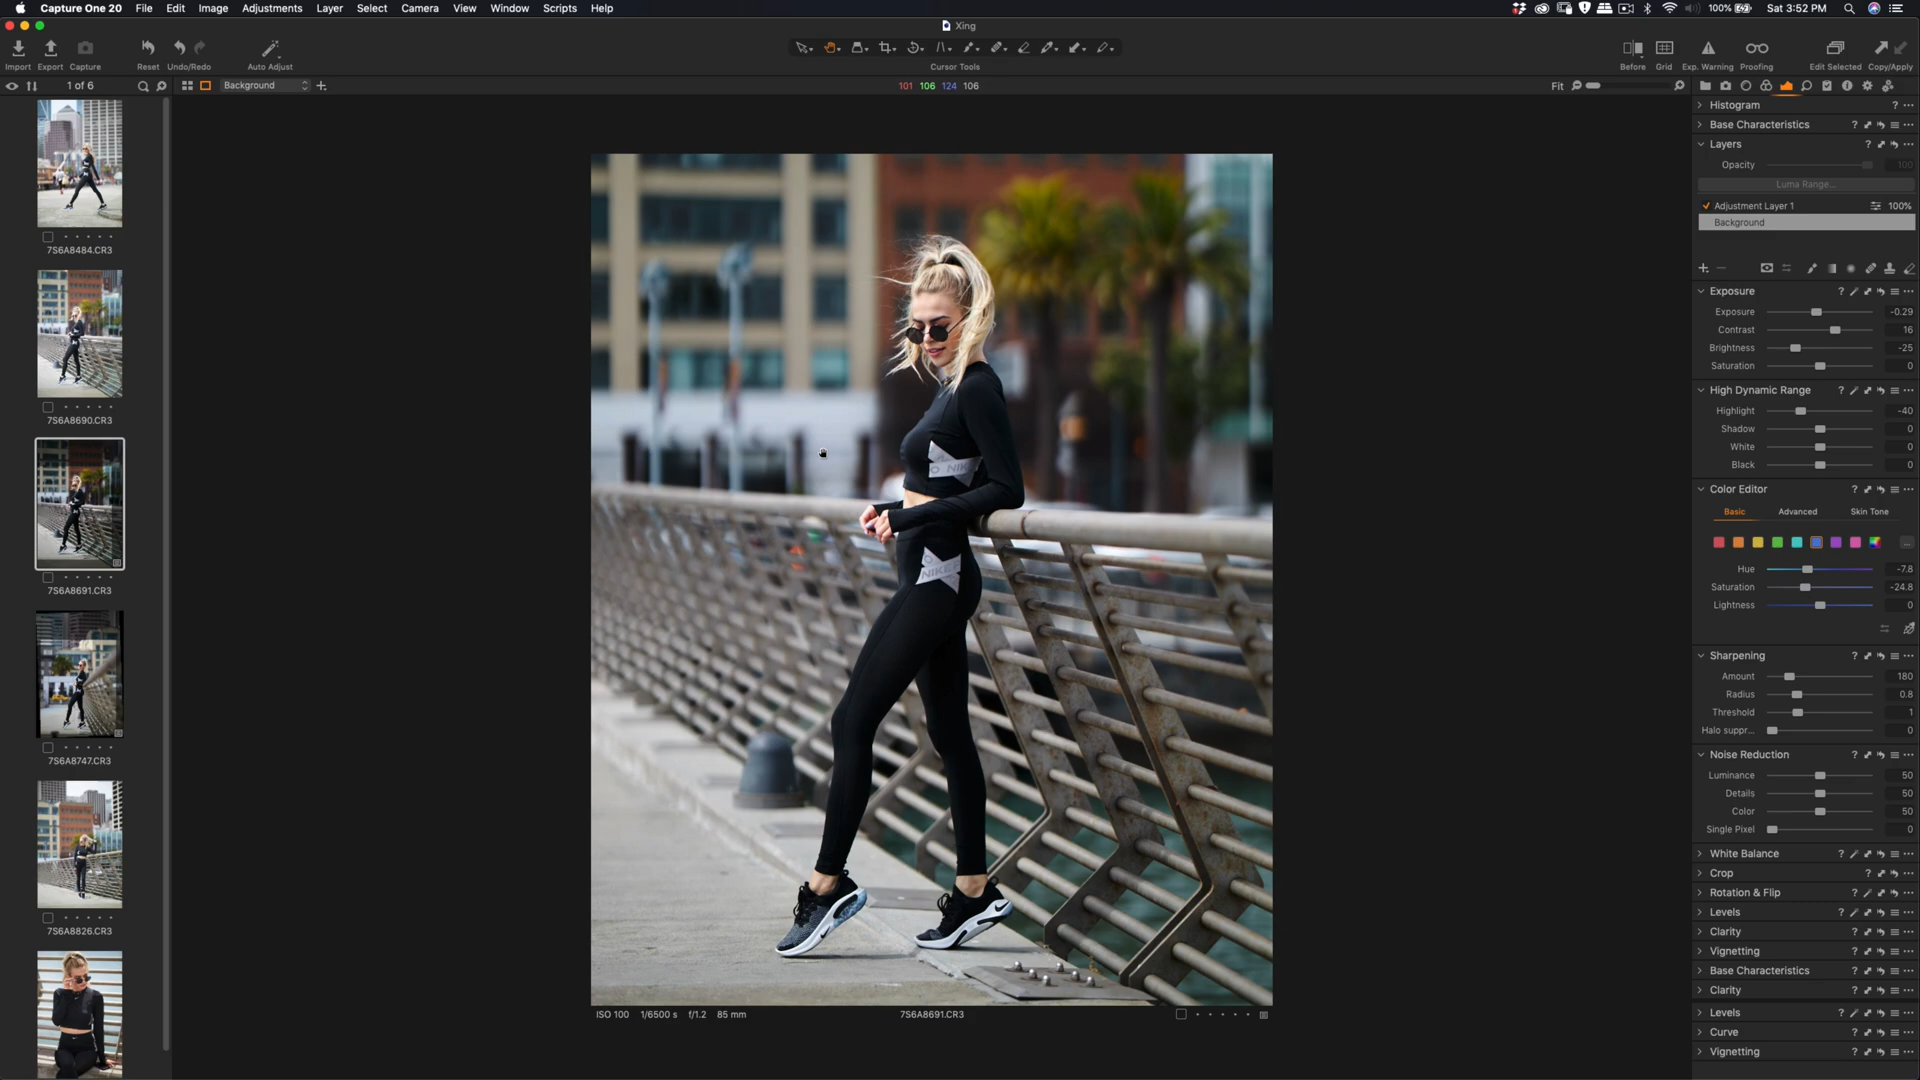 Capture One 20 File Edit Image Adjustments Layer Select Camera View Window Scripts Help
100% Sat 3:52 PM
Xing
Import Export Capture Reset Undo/Redo Auto Adjust
Cursor Tools
Before Grid Exp. Warning Proofing Edit Selected Copy/Apply
1 of 6
Background
101 106 124 106
Fit
7S6A8484.CR3
7S6A8690.CR3
7S6A8691.CR3
7S6A8747.CR3
7S6A8826.CR3
O NIKE
O
NIKE
ISO 100 1/6500 s f/1.2 85 mm
7S6A8691.CR3
Histogram ? ...
Base Characteristics ? ...
Layers ? ...
Opacity 100
Luma Range...
Adjustment Layer 1 100%
Background
Exposure ? ...
Exposure -0.29
Contrast 16
Brightness -25
Saturation 0
High Dynamic Range ? ...
Highlight -40
Shadow 0
White 0
Black 0
Color Editor ? ...
Basic Advanced Skin Tone
...
Hue -7.8
Saturation -24.8
Lightness 0
Sharpening ? ...
Amount 180
Radius 0.8
Threshold 1
Halo suppr... 0
Noise Reduction ? ...
Luminance 50
Details 50
Color 50
Single Pixel 0
White Balance ? ...
Crop ? ...
Rotation & Flip ? ...
Levels ? ...
Clarity ? ...
Vignetting ? ...
Base Characteristics ? ...
Clarity ? ...
Levels ? ...
Curve ? ...
Vignetting ? ...